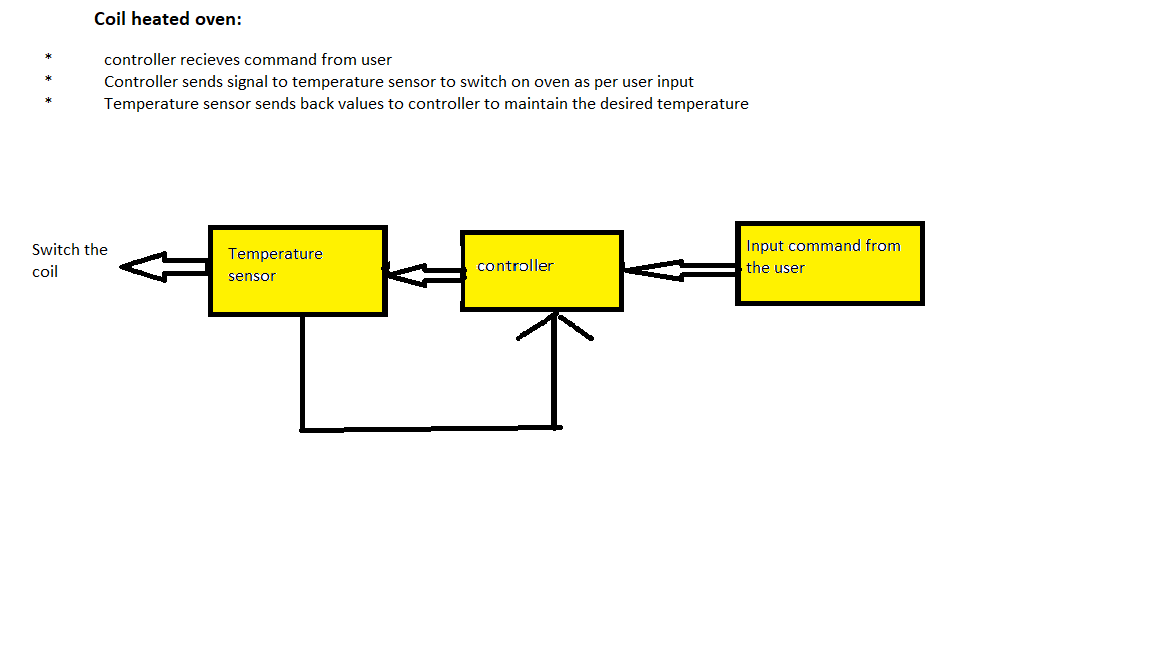 Coil heated oven:
* controller recieves command from user
* Controller sends signal to temperature sensor to switch on oven as per user input
* Temperature sensor sends back values to controller to maintain the desired temperature
Switch the
coil
Temperature
sensor
controller
Input command from
the user